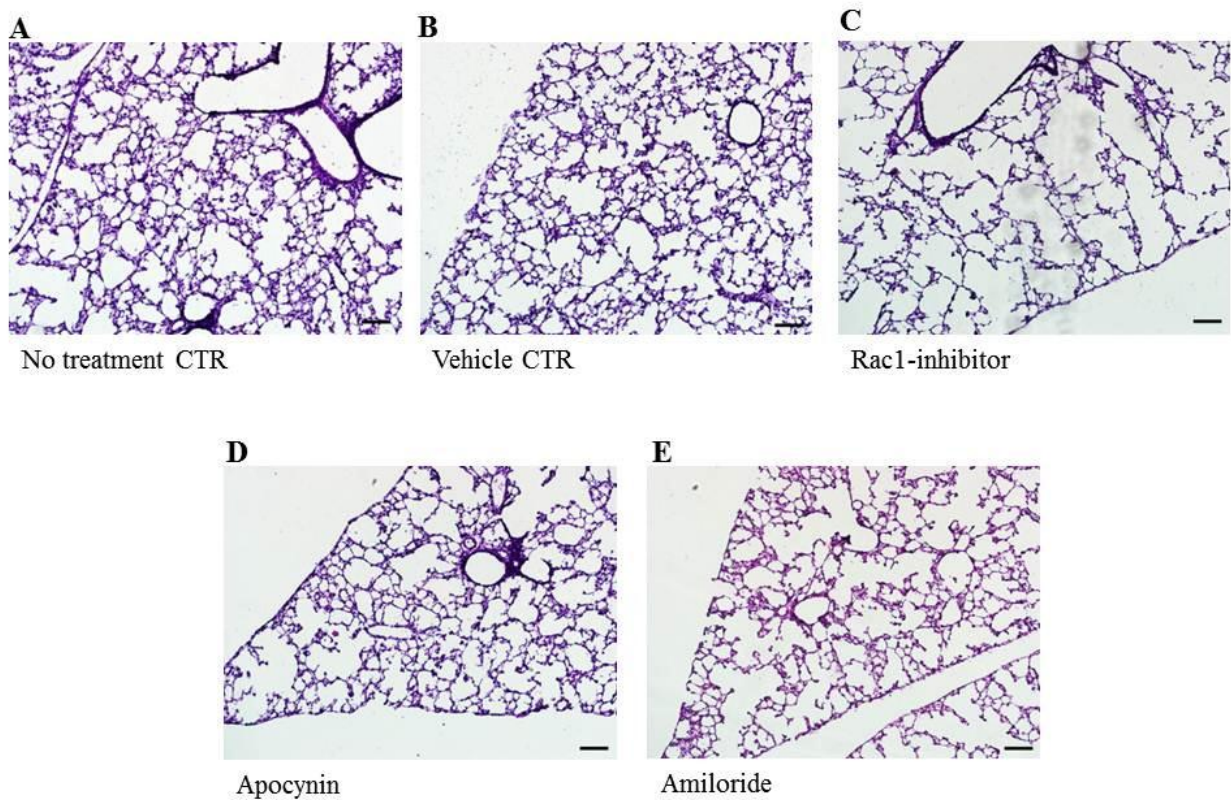 A
B
C
No treatment CTR
Vehicle CTR
Rac1-inhibitor
D
E
Apocynin
Amiloride